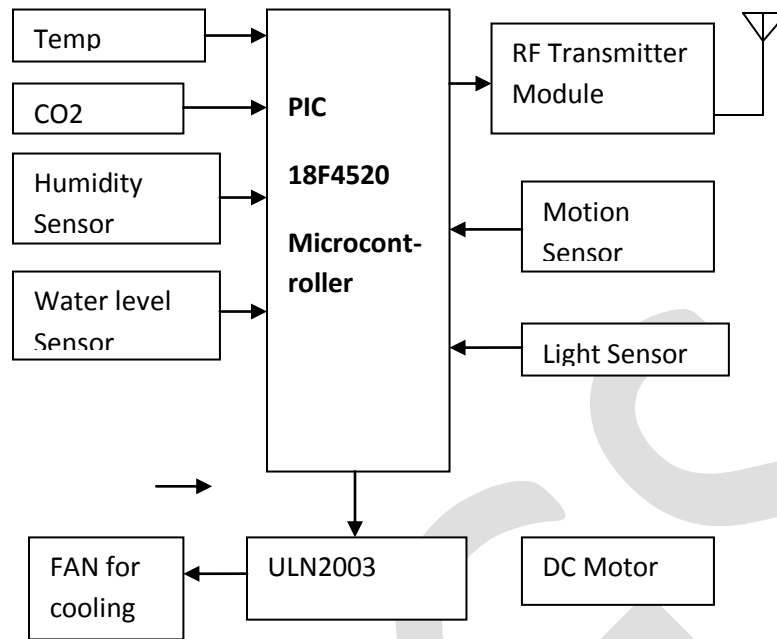 Temp
CO2
Humidity
Sensor
Water level
Sensor
PIC
18F4520
Microcont-
roller
RF Transmitter
Module
Motion
Sensor
Light Sensor
FAN for
cooling
ULN2003
DC Motor